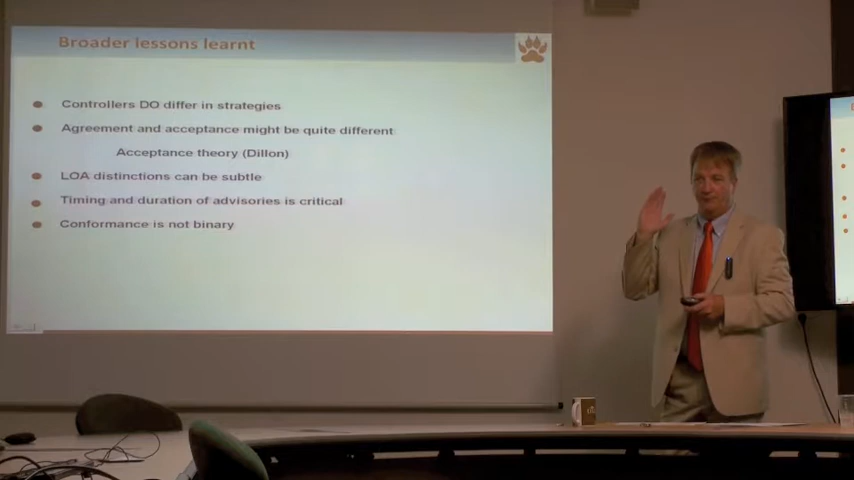 Broader lessons learnt
Controllers DO differ in strategies
Agreement and acceptance might be quite different
Acceptance theory (Dillon)
LOA distinctions can be subtle
Timing and duration of advisories is critical
Conformance is not binary